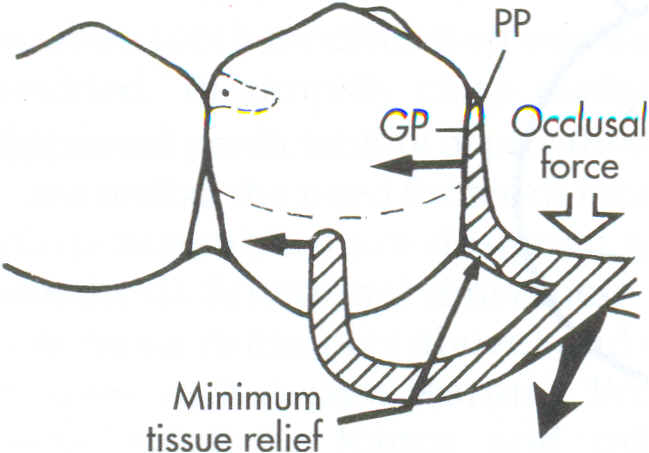 PP
GP
Occlusal
force
Minimum
tissue relief